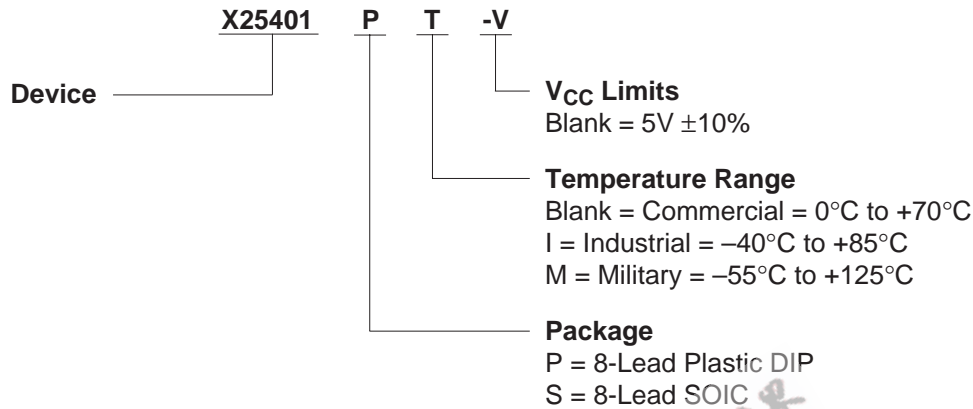 X25401 P T -V
Device
VCC Limits
Blank = 5V ±10%
Temperature Range
Blank = Commercial = 0°C to +70°C
I = Industrial = –40°C to +85°C
M = Military = –55°C to +125°C
Package
P = 8-Lead Plastic DIP
S = 8-Lead SOIC